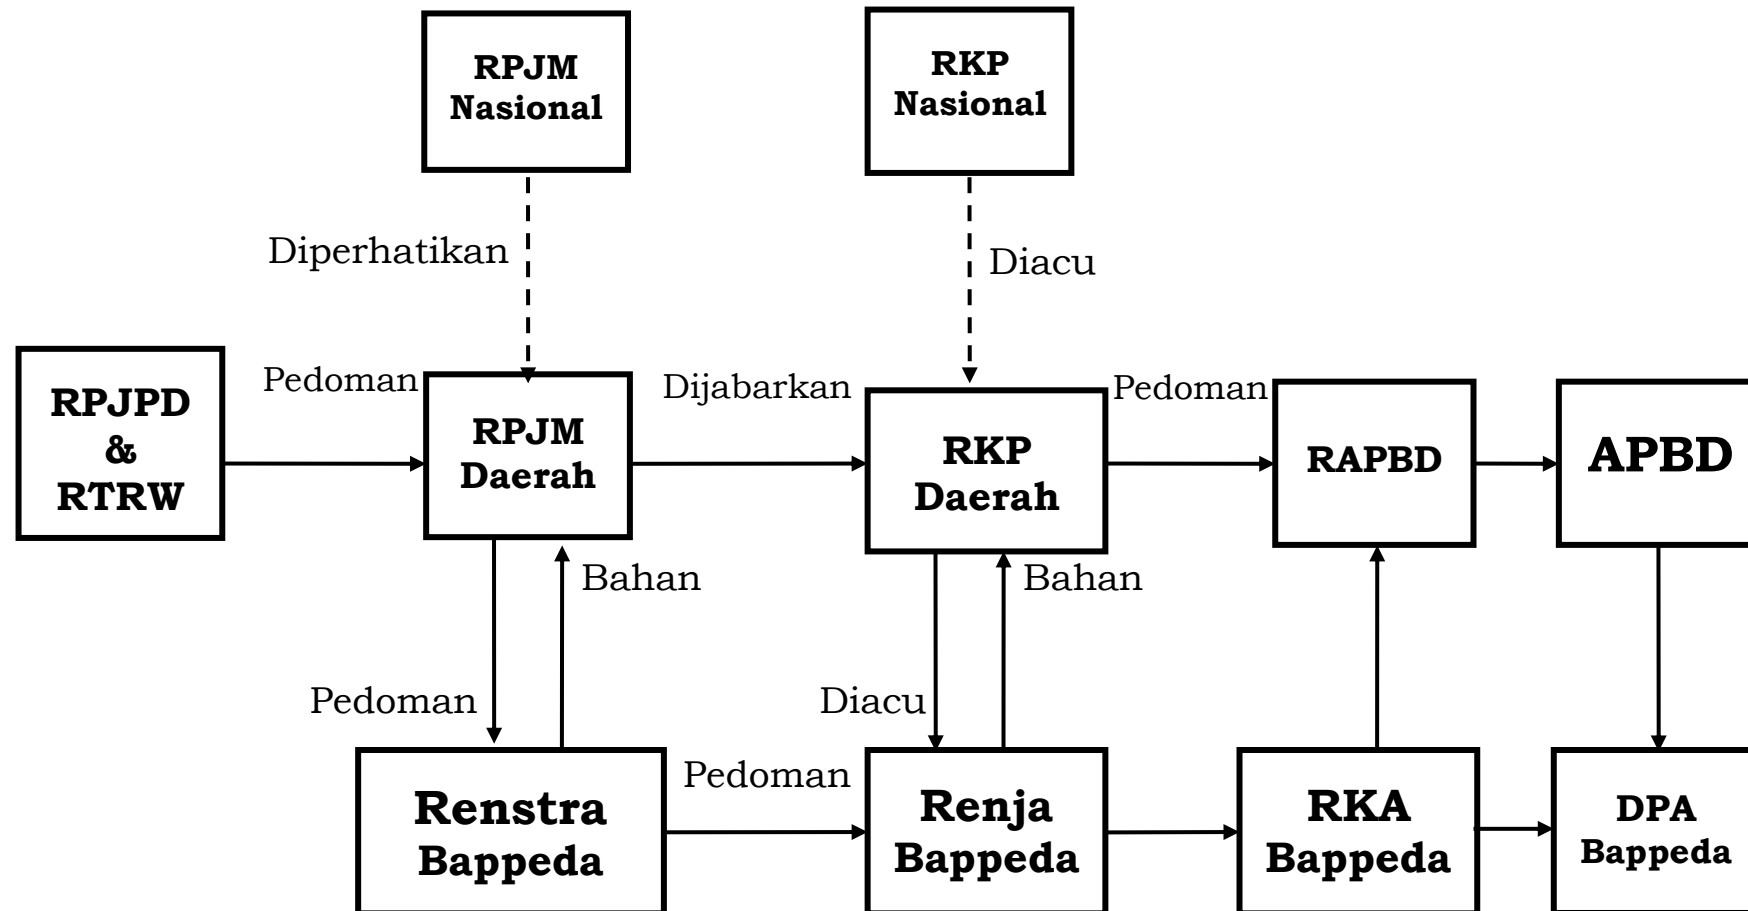 RPJM
Nasional
RKP
Nasional
Diperhatikan
Diacu
RPJPD
&
RTRW
Pedoman
RPJM
Daerah
Dijabarkan
RKP
Daerah
Pedoman
RAPBD
APBD
Bahan
Bahan
Pedoman
Diacu
Renstra
Bappeda
Pedoman
Renja
Bappeda
RKA
Bappeda
DPA
Bappeda